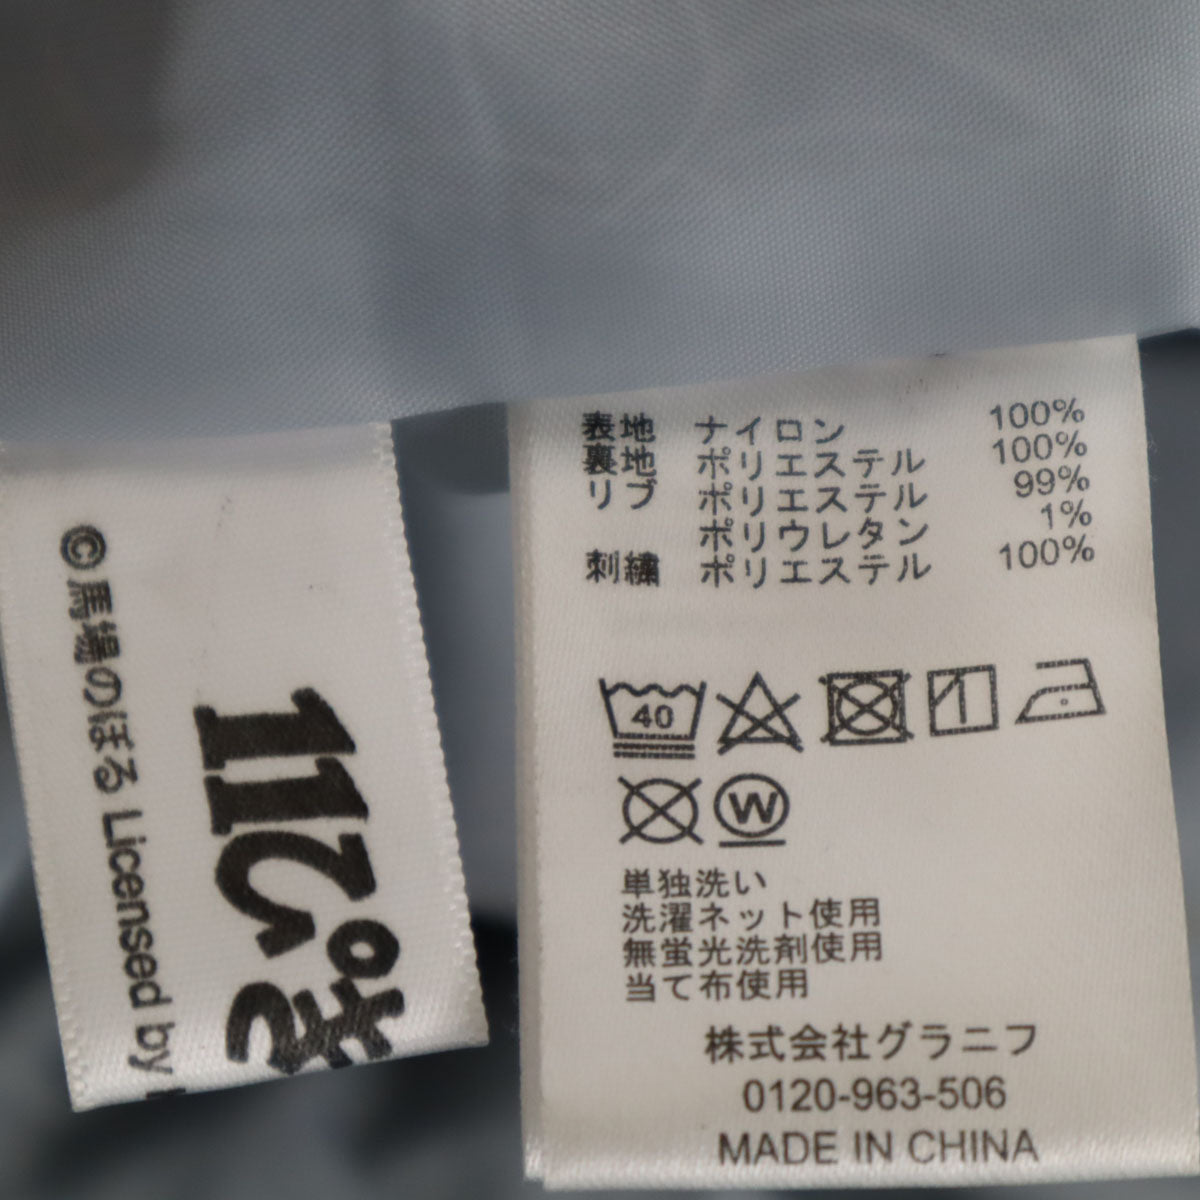 ©馬場のぼる Licensed by
11ぴき
表地 ナイロン 100%
裏地 ポリエステル 100%
リブ ポリエステル 99%
ポリウレタン 1%
刺繍 ポリエステル 100%
40
W
単独洗い
洗濯ネット使用
無蛍光洗剤使用
当て布使用
株式会社グラニフ
0120-963-506
MADE IN CHINA